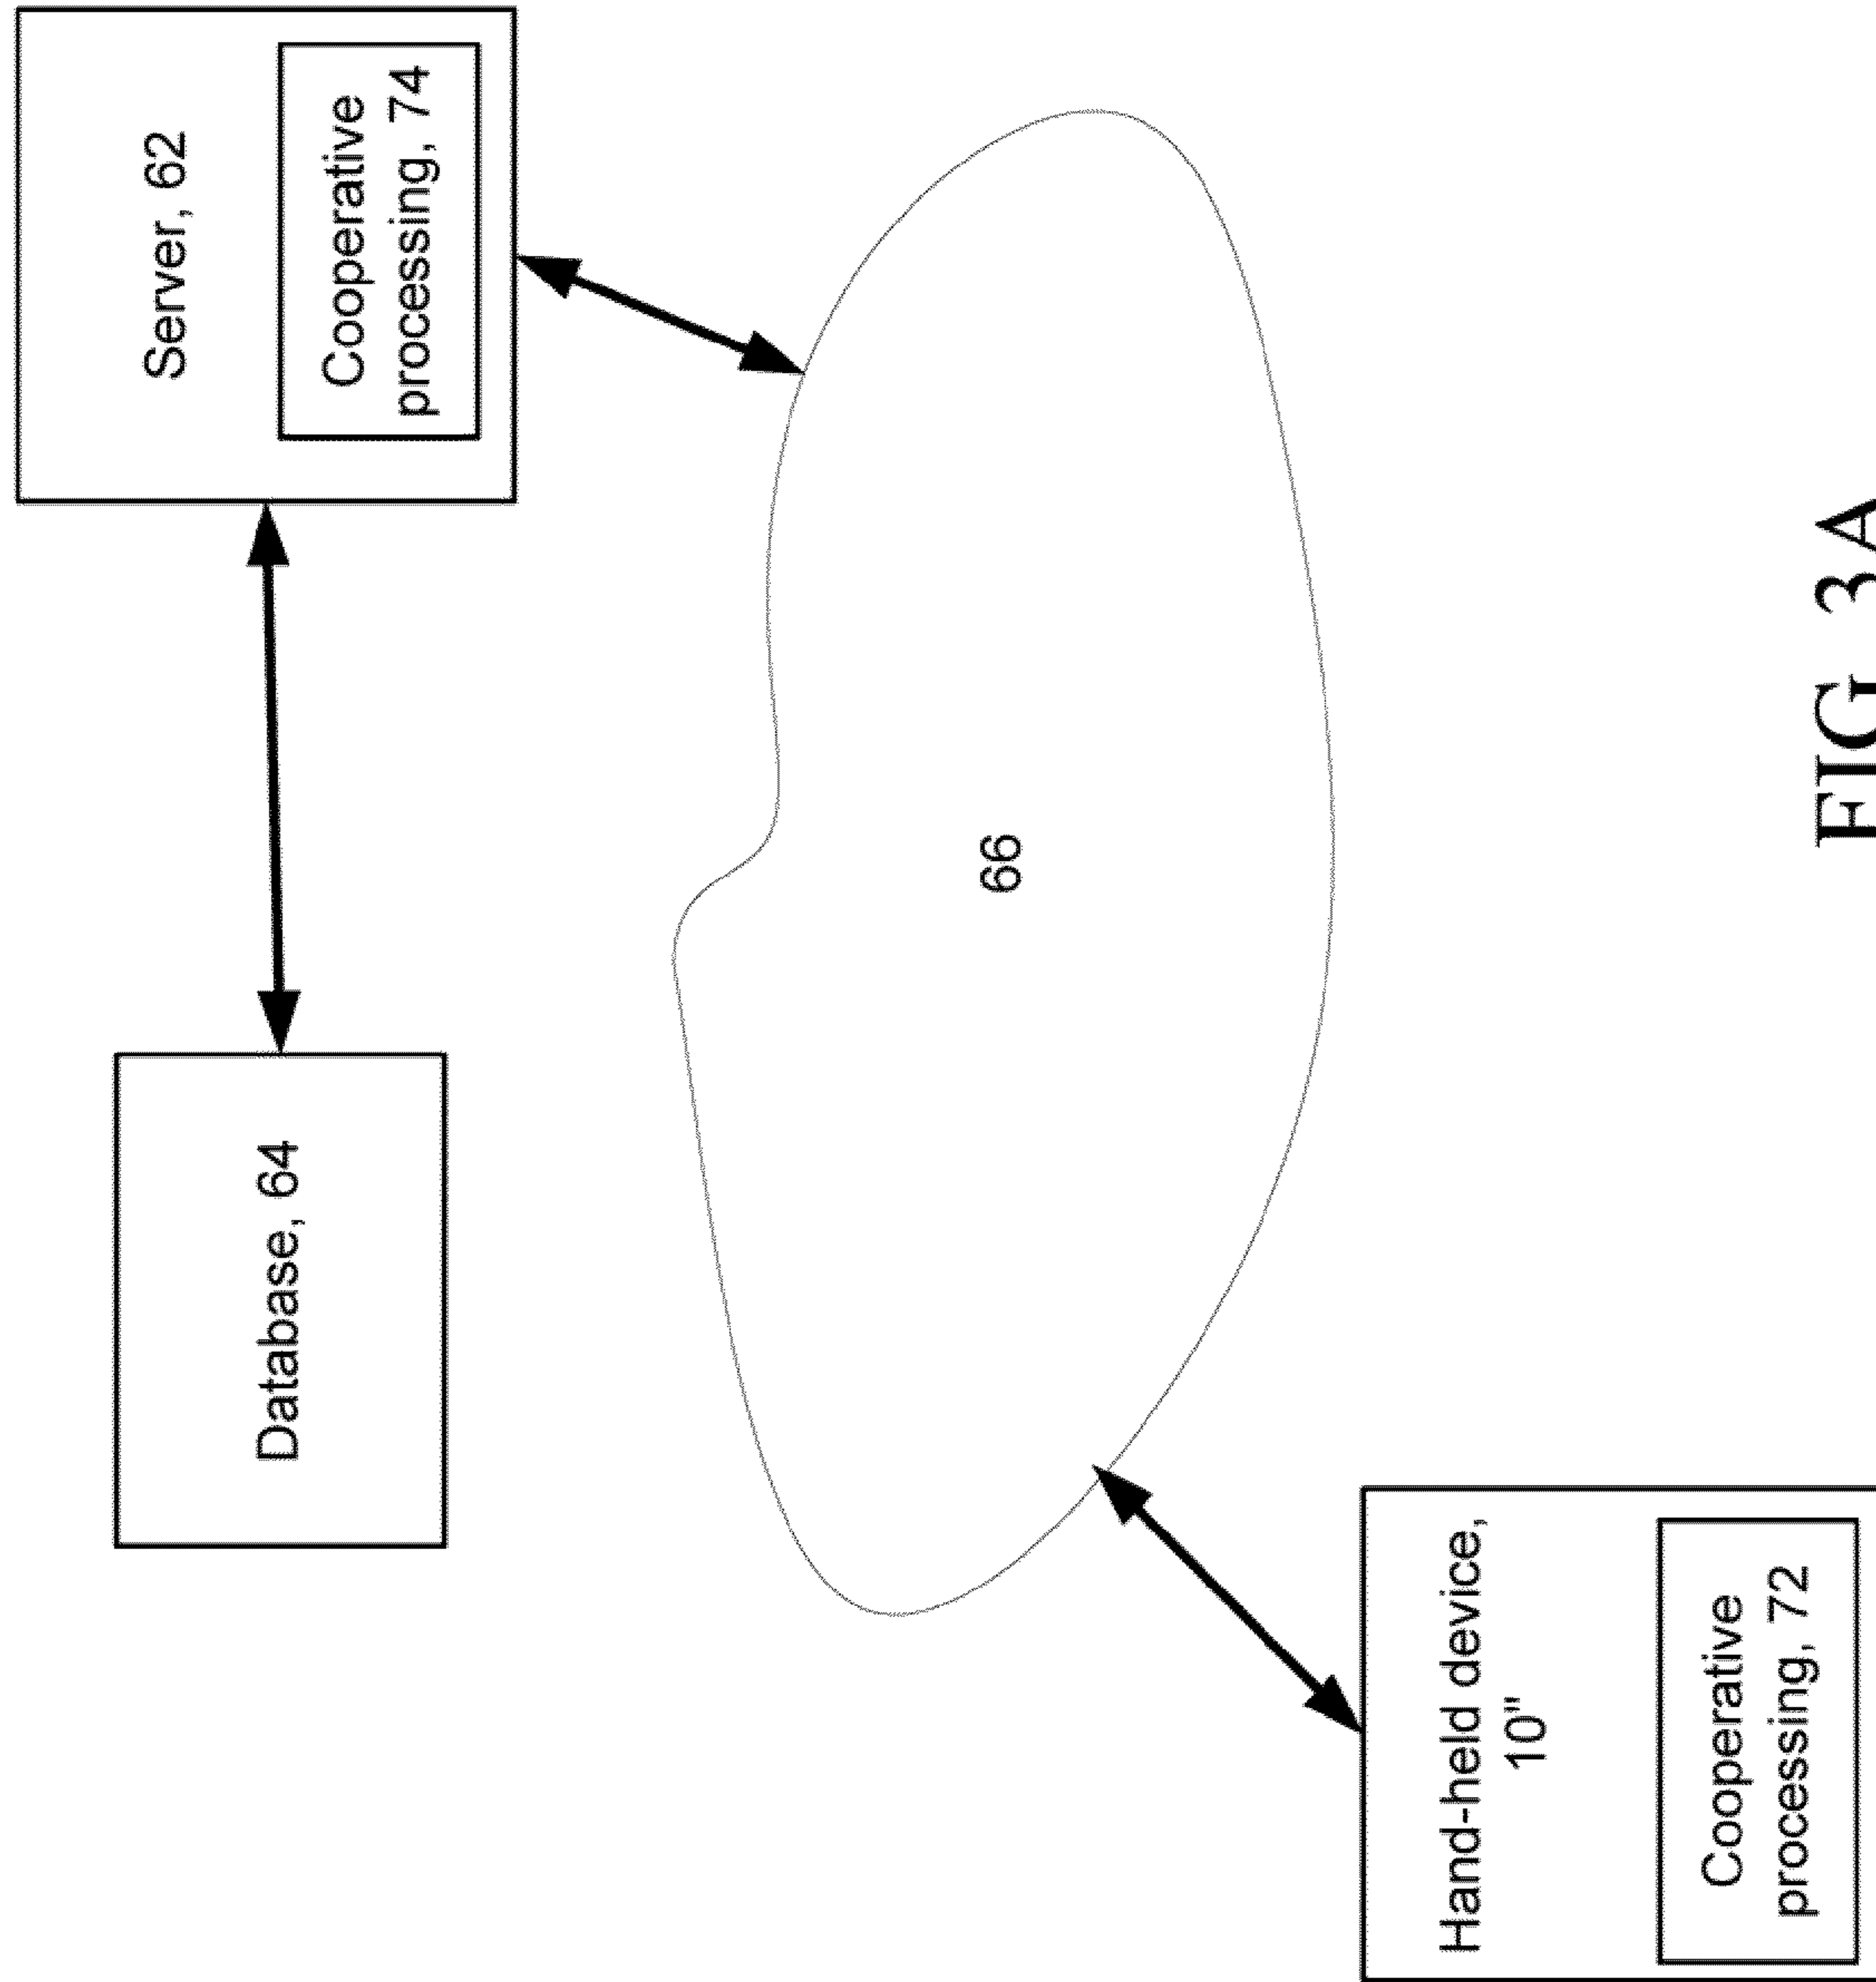 Database, 64
Server, 62
Cooperative
processing, 74
66
Hand-held device,
10"
Cooperative
processing, 72
FIG. 3A